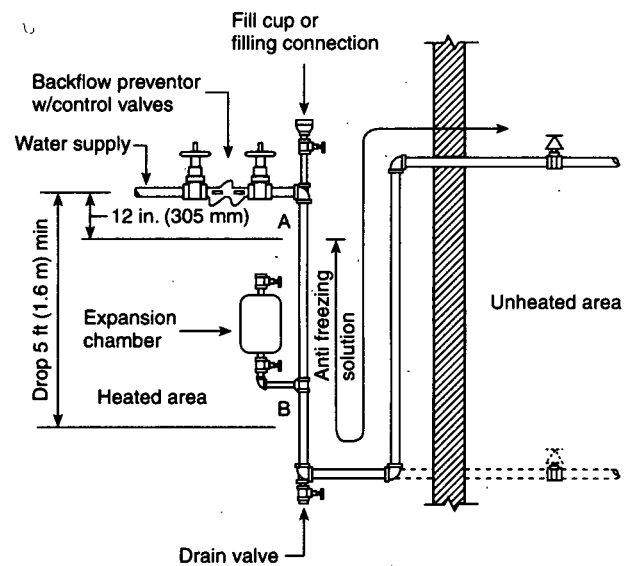 Fill cup or
filling connection
Backflow preventor
w/control valves
Water supply
12 in. (305 mm)
A
Drop 5 ft (1.6 m) min
Expansion
chamber
Anti freezing
solution
Unheated area
Heated area
B
Drain valve